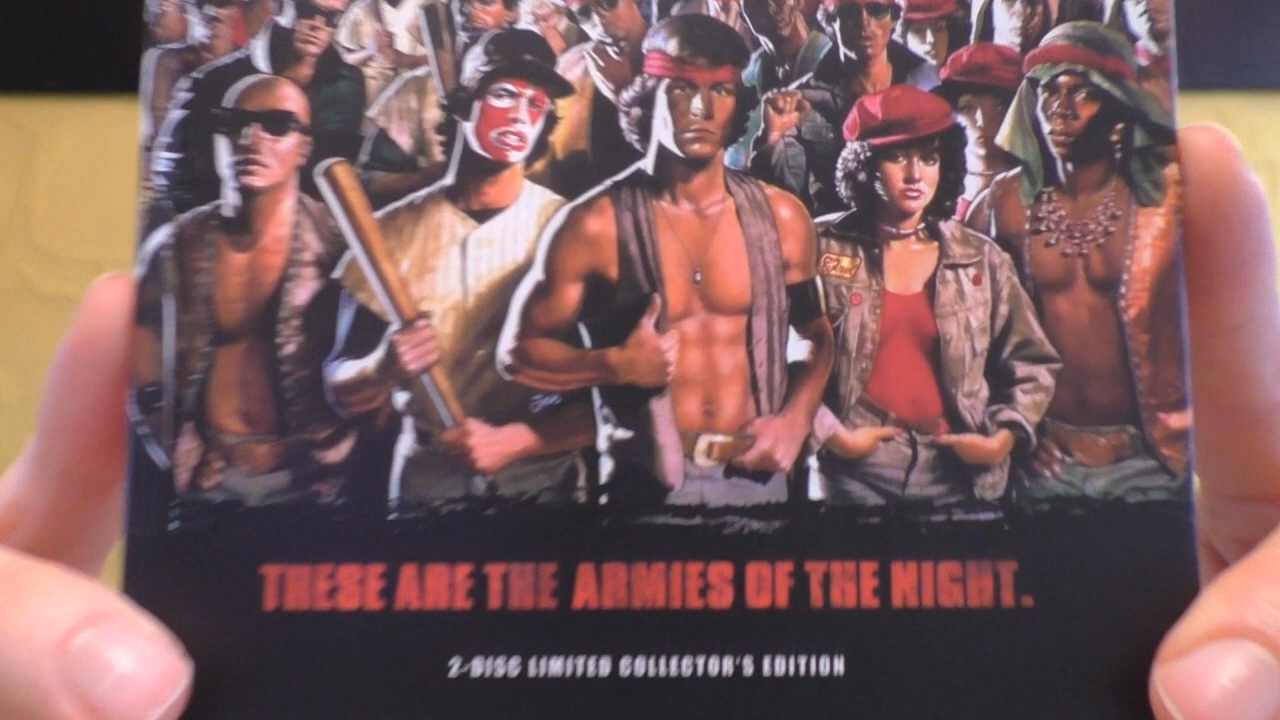 THESE ARE THE ARMIES OF THE NIGHT.
2-DISC LIMITED COLLECTOR'S EDITION